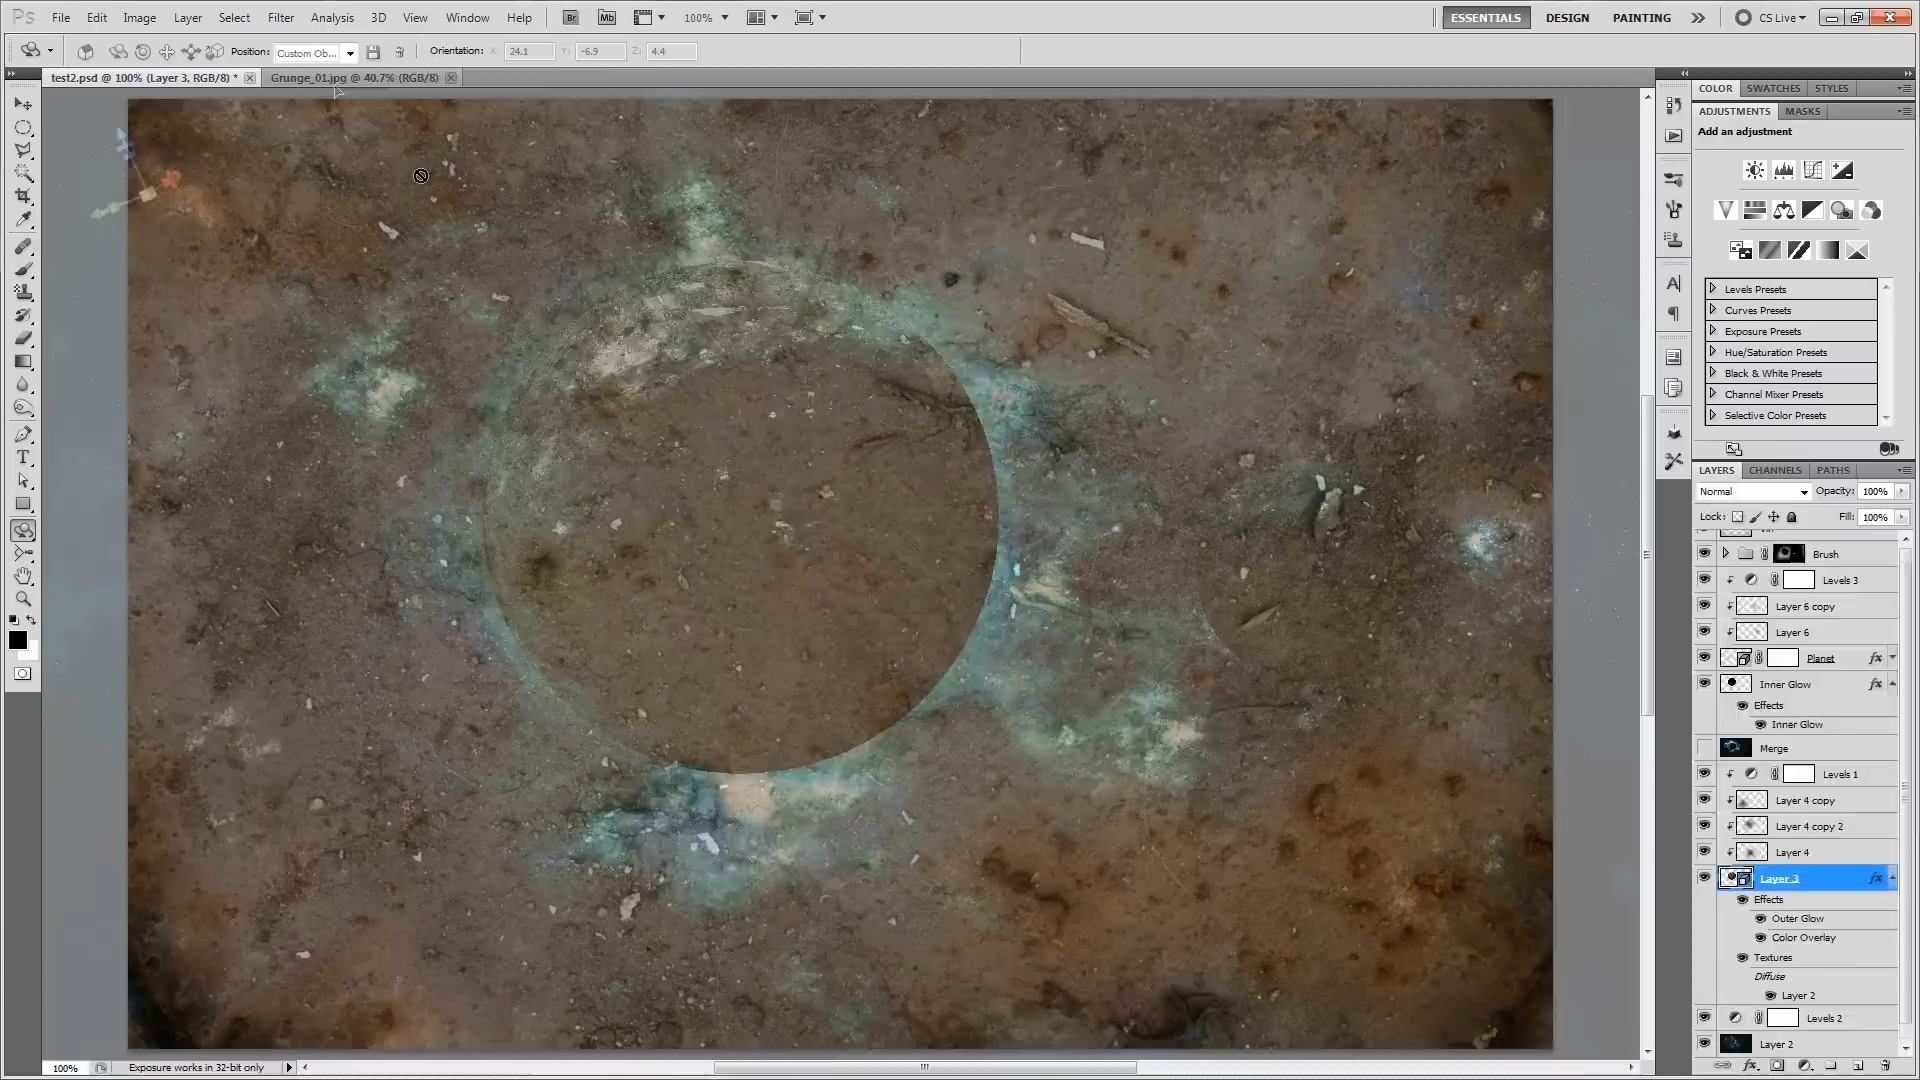 Ps File Edit Image Layer Select Filter Analysis 3D View Window Help Br Mb 100% ESSENTIALS DESIGN PAINTING CS Live
Position: Custom Ob... Orientation: X: 24.1 Y: -6.9 Z: 4.4
test2.psd @ 100% (Layer 3, RGB/8) * Grunge_01.jpg @ 40.7% (RGB/8)
COLOR SWATCHES STYLES
ADJUSTMENTS MASKS
Add an adjustment
Levels Presets
Curves Presets
Exposure Presets
Hue/Saturation Presets
Black & White Presets
Channel Mixer Presets
Selective Color Presets
LAYERS CHANNELS PATHS
Normal Opacity: 100%
Lock: Fill: 100%
Brush
Levels 3
Layer 6 copy
Layer 6
Planet fx
Inner Glow fx
Effects
Inner Glow
Merge
Levels 1
Layer 4 copy
Layer 4 copy 2
Layer 4
Layer 3 fx
Effects
Outer Glow
Color Overlay
Textures
Diffuse
Layer 2
Levels 2
Layer 2
100% Exposure works in 32-bit only